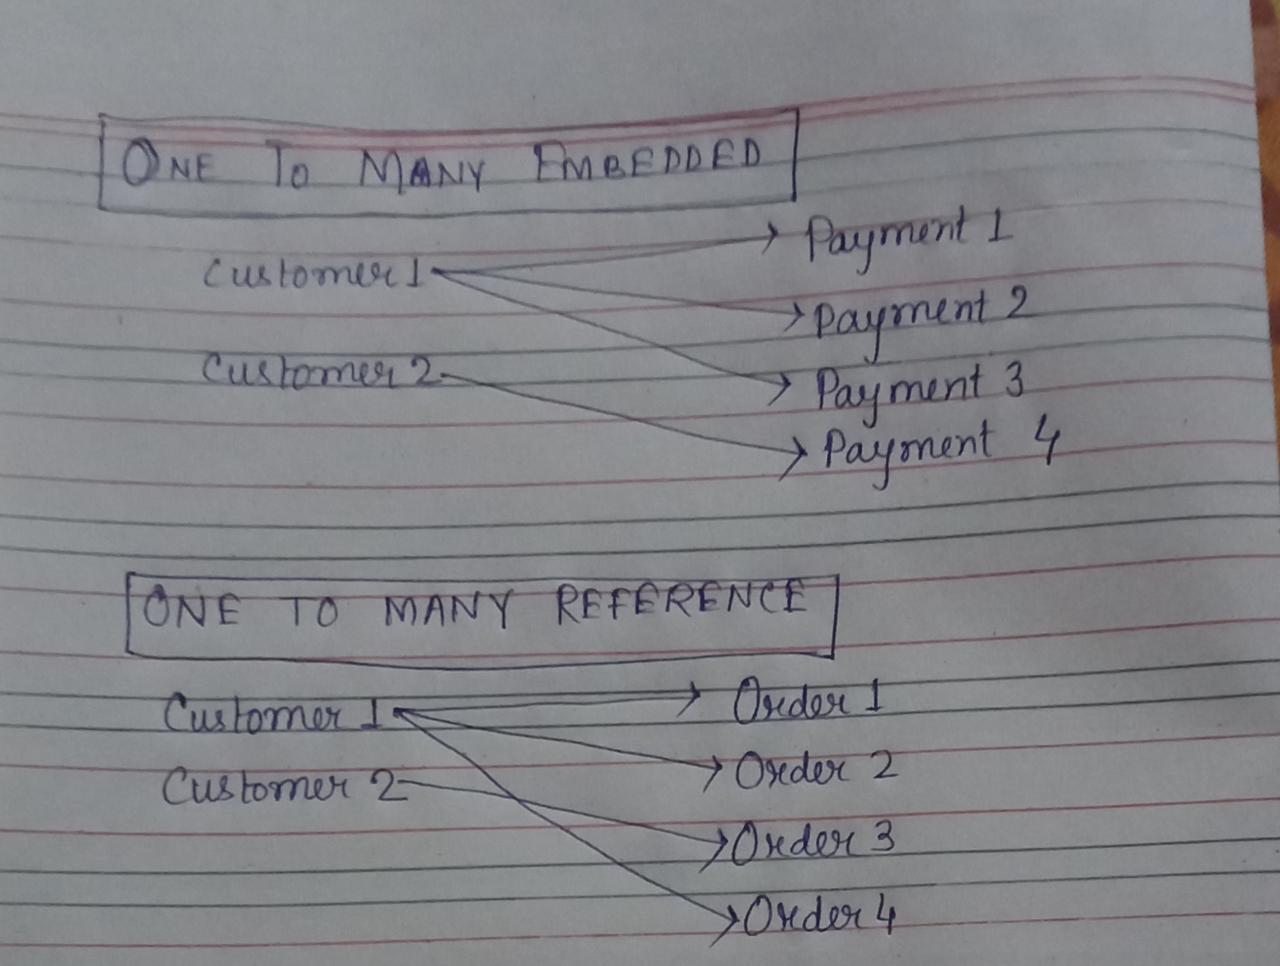 ONE TO MANY EMBEDDED
Customer 1
Payment 1
Payment 2
Customer 2
Payment 3
Payment 4
ONE TO MANY REFERENCE
Customer 1
Order 1
Order 2
Customer 2
Order 3
Order 4